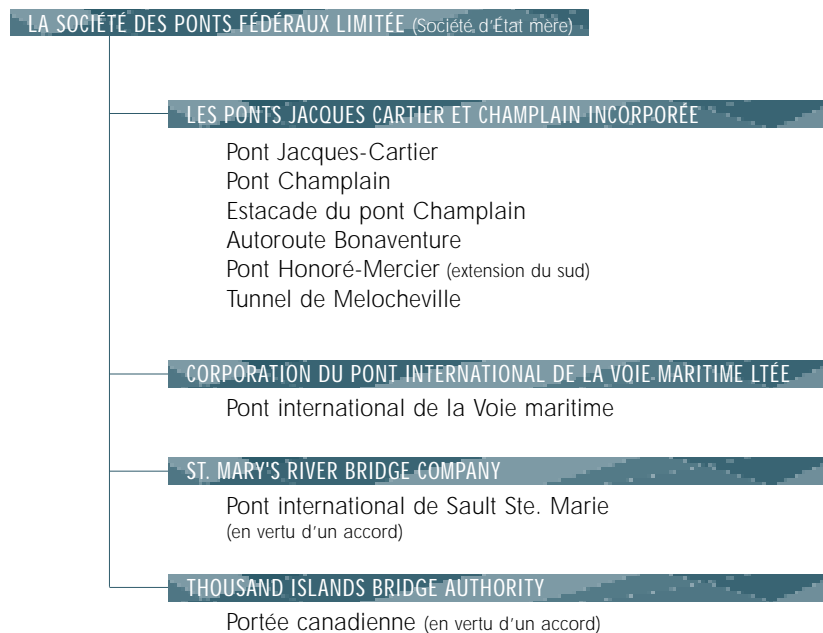 LA SOCIÉTÉ DES PONTS FÉDÉRAUX LIMITÉE (Société d'État mère)
LES PONTS JACQUES CARTIER ET CHAMPLAIN INCORPORÉE
Pont Jacques-Cartier
Pont Champlain
Estacade du pont Champlain
Autoroute Bonaventure
Pont Honoré-Mercier (extension du sud)
Tunnel de Melocheville
CORPORATION DU PONT INTERNATIONAL DE LA VOIE MARITIME LTÉE
Pont international de la Voie maritime
ST. MARY'S RIVER BRIDGE COMPANY
Pont international de Sault Ste. Marie
(en vertu d'un accord)
THOUSAND ISLANDS BRIDGE AUTHORITY
Portée canadienne (en vertu d'un accord)